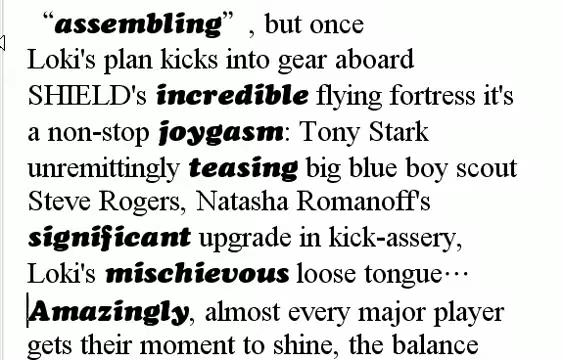 “assembling” , but once
Loki's plan kicks into gear aboard
SHIELD's incredible flying fortress it's
a non-stop joygasm: Tony Stark
unremittingly teasing big blue boy scout
Steve Rogers, Natasha Romanoff's
significant upgrade in kick-assery,
Loki's mischievous loose tongue⋯
Amazingly, almost every major player
gets their moment to shine, the balance